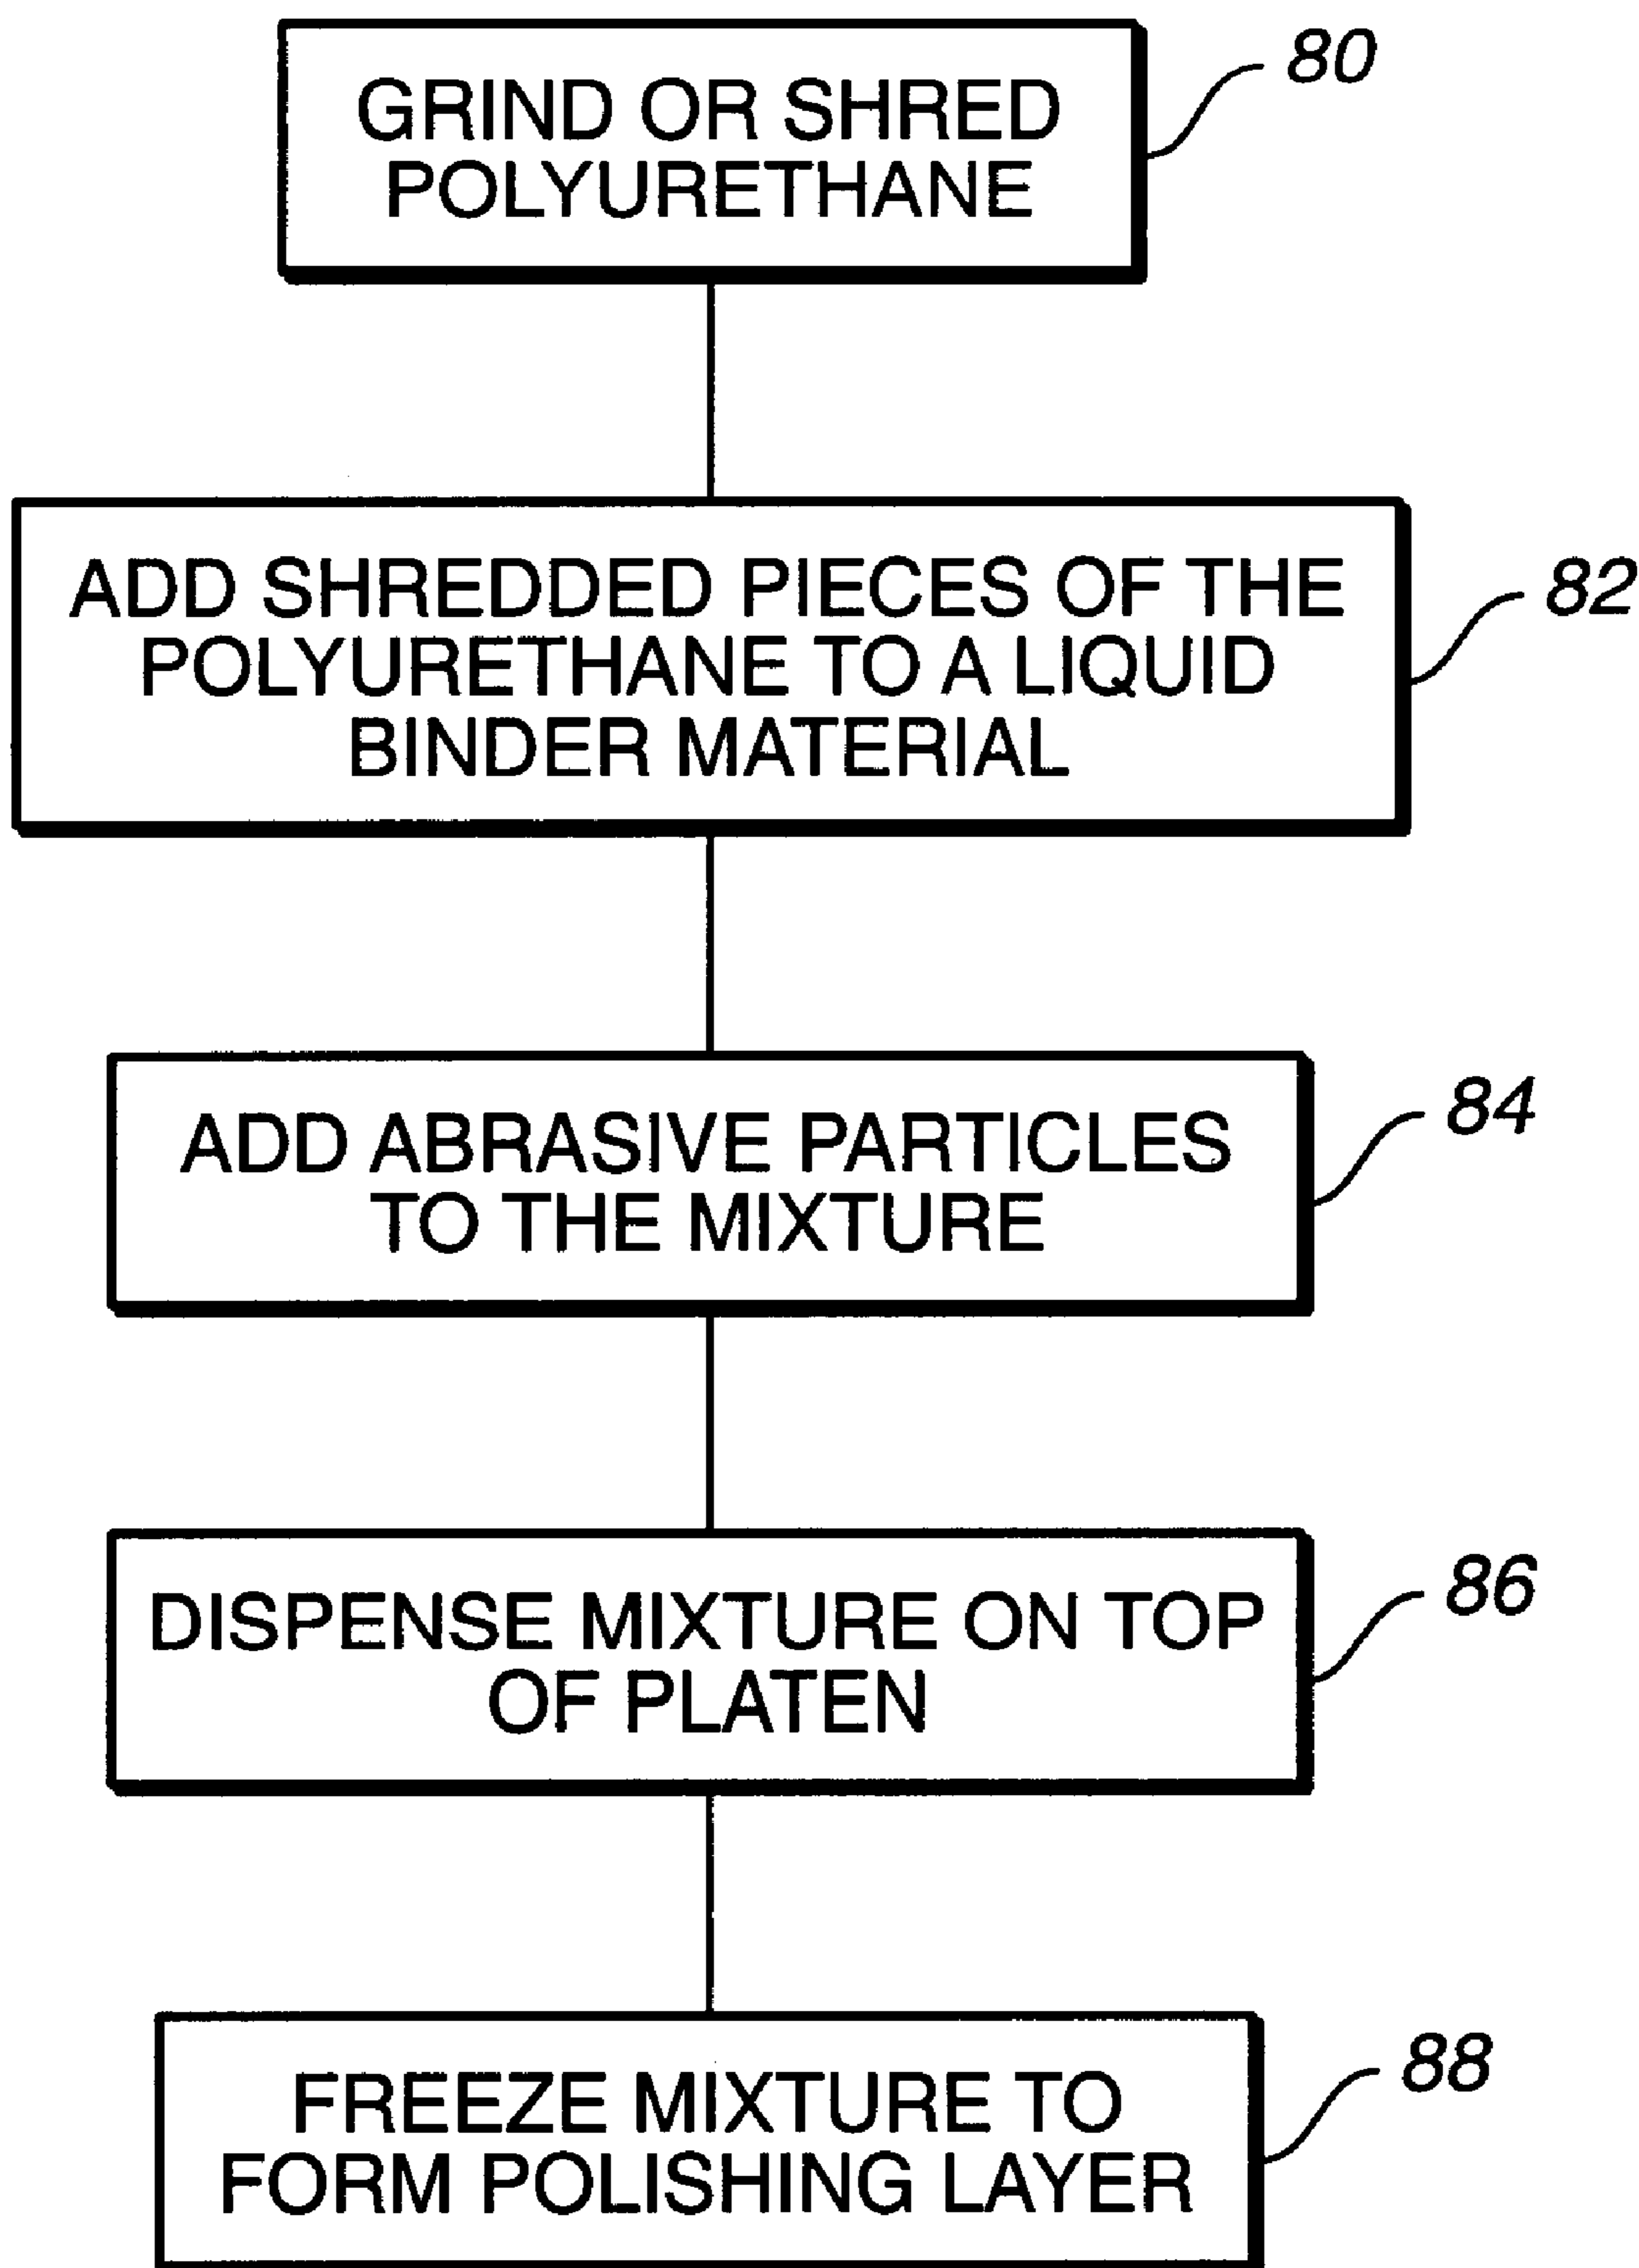 80
GRIND OR SHRED
POLYURETHANE
82
ADD SHREDDED PIECES OF THE
POLYURETHANE TO A LIQUID
BINDER MATERIAL
84
ADD ABRASIVE PARTICLES
TO THE MIXTURE
86
DISPENSE MIXTURE ON TOP
OF PLATEN
88
FREEZE MIXTURE TO
FORM POLISHING LAYER